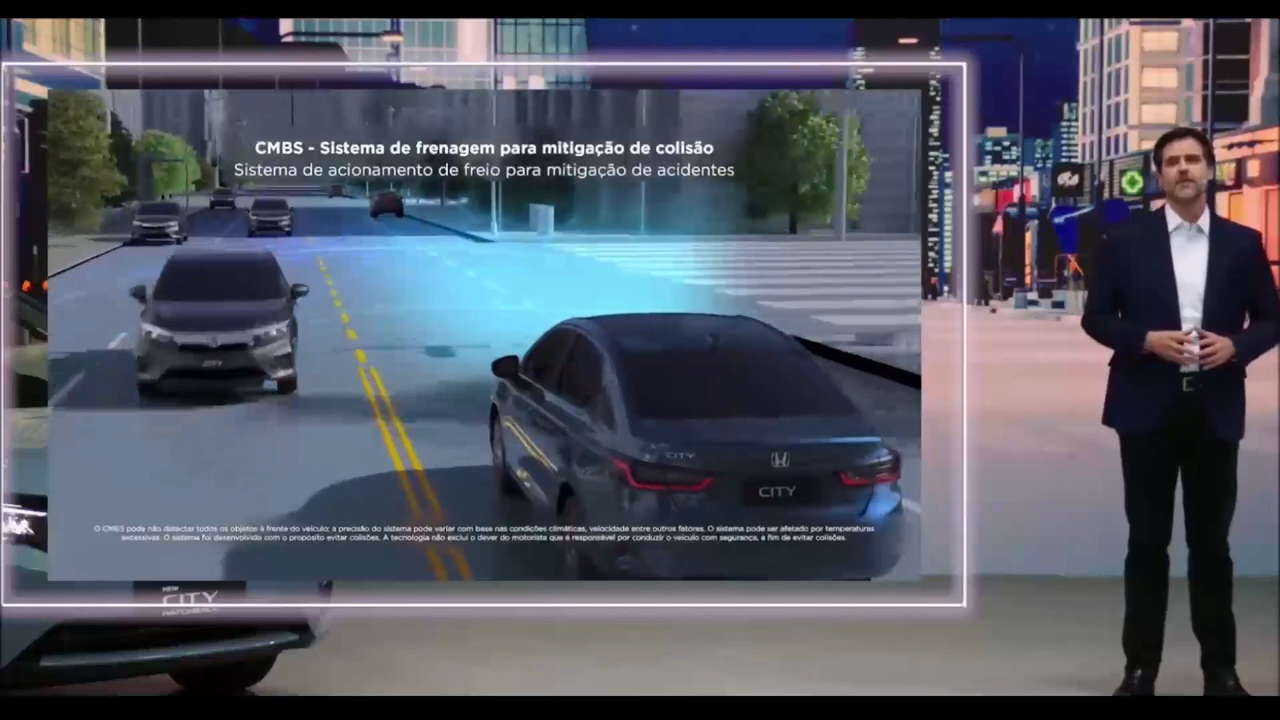 CMBS - Sistema de frenagem para mitigação de colisão
Sistema de acionamento de freio para mitigação de acidentes
CITY
CITY
CITY
O CMBS pode não detectar todos os objetos à frente do veículo; a precisão do sistema pode variar com base nas condições climáticas, velocidade entre outros fatores. O sistema pode ser afetado por temperaturas
excessivas. O sistema foi desenvolvido com o propósito evitar colisões. A tecnologia não exclui o dever do motorista que é responsável por conduzir o veículo com segurança, a fim de evitar colisões.
NEW
CITY
HATCHBACK